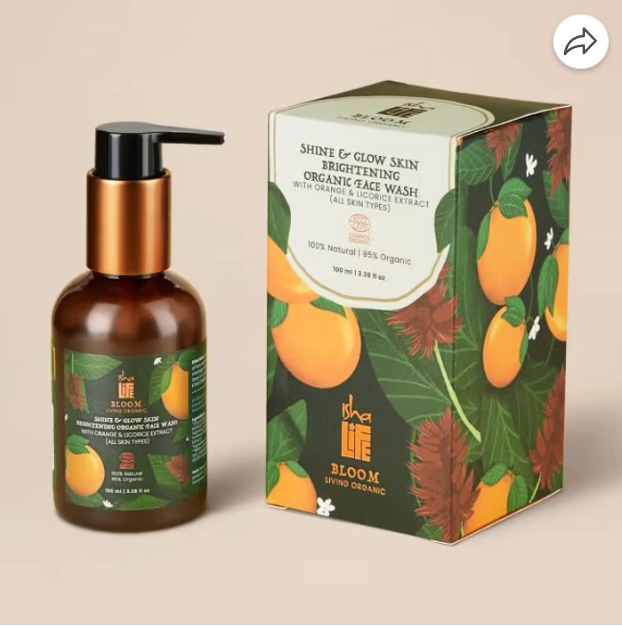 isha
LIFE
BLOOM
LIVING ORGANIC
SHINE & GLOW SKIN
BRIGHTENING
ORGANIC FACE WASH
WITH ORANGE & LICORICE EXTRACT
(ALL SKIN TYPES)
100% Natural | 95% Organic
100 ml | 3.38 fl oz
isha
LIFE
BLOOM
LIVING ORGANIC
isha
LIFE
BLOOM
LIVING ORGANIC
SHINE & GLOW SKIN
BRIGHTENING ORGANIC FACE WASH
WITH ORANGE & LICORICE EXTRACT
(ALL SKIN TYPES)
100% Natural
95% Organic
100 ml | 3.38 fl oz